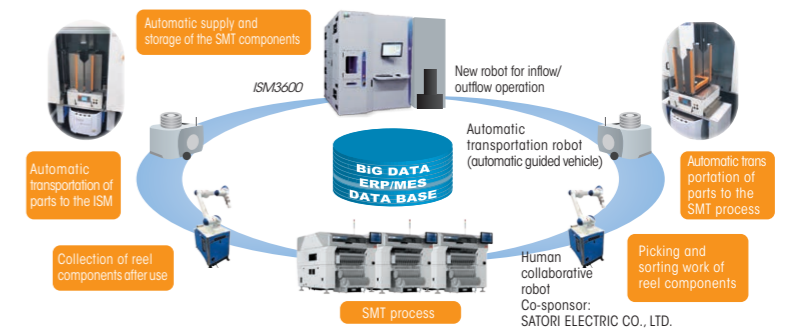 Automatic supply and
storage of the SMT components
ISM3600
New robot for inflow/
outflow operation
Automatic
transportation robot
(automatic guided vehicle)
BiG DATA
ERP/MES
DATA BASE
Automatic
transportation of
parts to the ISM
Automatic trans
portation of
parts to the
SMT process
Collection of reel
components after use
Human
collaborative
robot
Co-sponsor:
SATORI ELECTRIC CO., LTD.
Picking and
sorting work of
reel components
SMT process